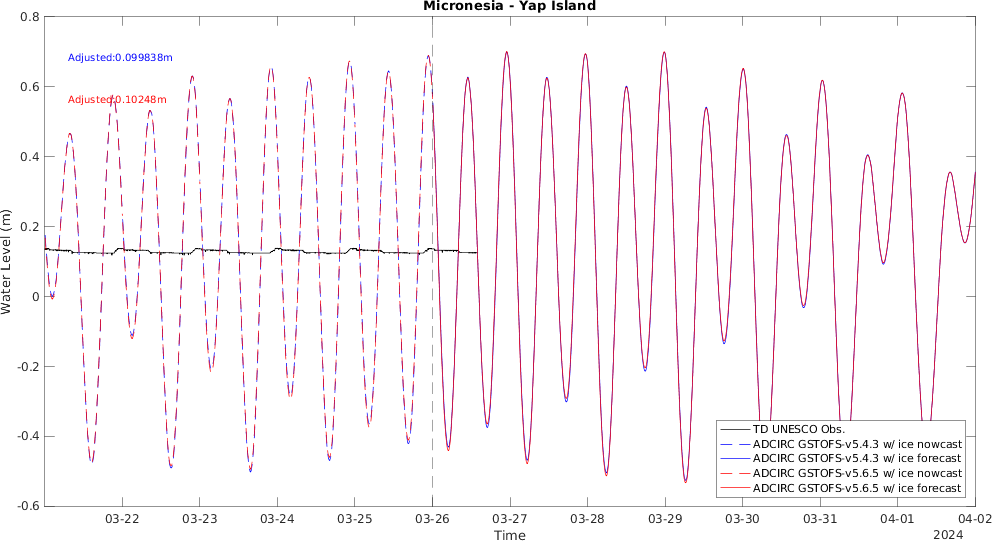 Micronesia - Yap Island
Adjusted:0.099838m
Adjusted:0.10248m
Water Level (m)
0.8
0.6
0.4
0.2
0
-0.2
-0.4
-0.6
TD UNESCO Obs.
ADCIRC GSTOFS-v5.4.3 w/ ice nowcast
ADCIRC GSTOFS-v5.4.3 w/ ice forecast
ADCIRC GSTOFS-v5.6.5 w/ ice nowcast
ADCIRC GSTOFS-v5.6.5 w/ ice forecast
03-22 03-23 03-24 03-25 03-26 03-27 03-28 03-29 03-30 03-31 04-01 04-02
Time
2024